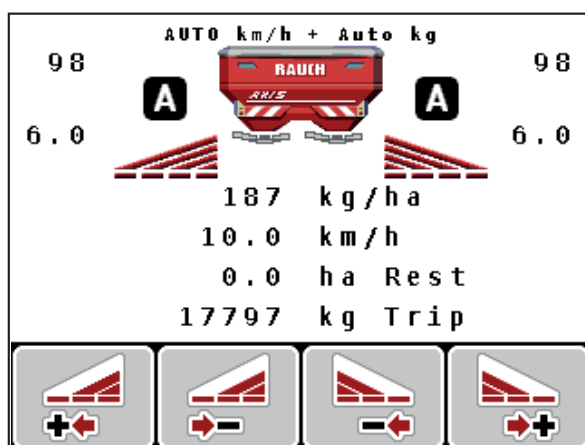 AUTO km/h + Auto kg
98 98
RAUCH
A A
AXIS
6.0 6.0
187 kg/ha
10.0 km/h
0.0 ha Rest
17797 kg Trip